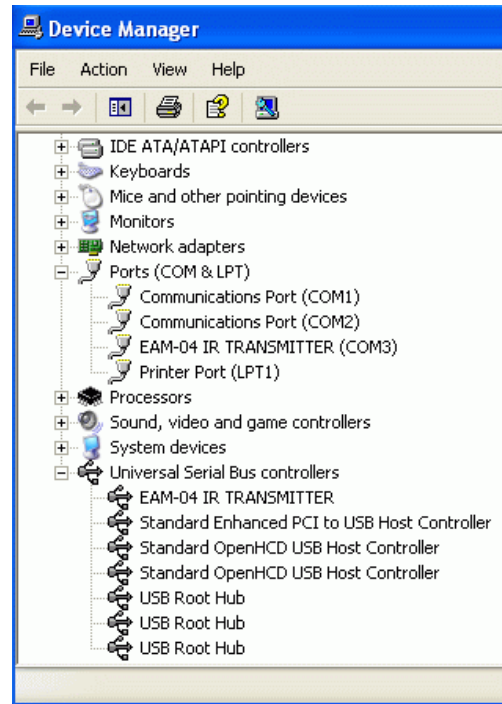 Device Manager
File Action View Help
IDE ATA/ATAPI controllers
Keyboards
Mice and other pointing devices
Monitors
Network adapters
Ports (COM & LPT)
Communications Port (COM1)
Communications Port (COM2)
EAM-04 IR TRANSMITTER (COM3)
Printer Port (LPT1)
Processors
Sound, video and game controllers
System devices
Universal Serial Bus controllers
EAM-04 IR TRANSMITTER
Standard Enhanced PCI to USB Host Controller
Standard OpenHCD USB Host Controller
Standard OpenHCD USB Host Controller
USB Root Hub
USB Root Hub
USB Root Hub